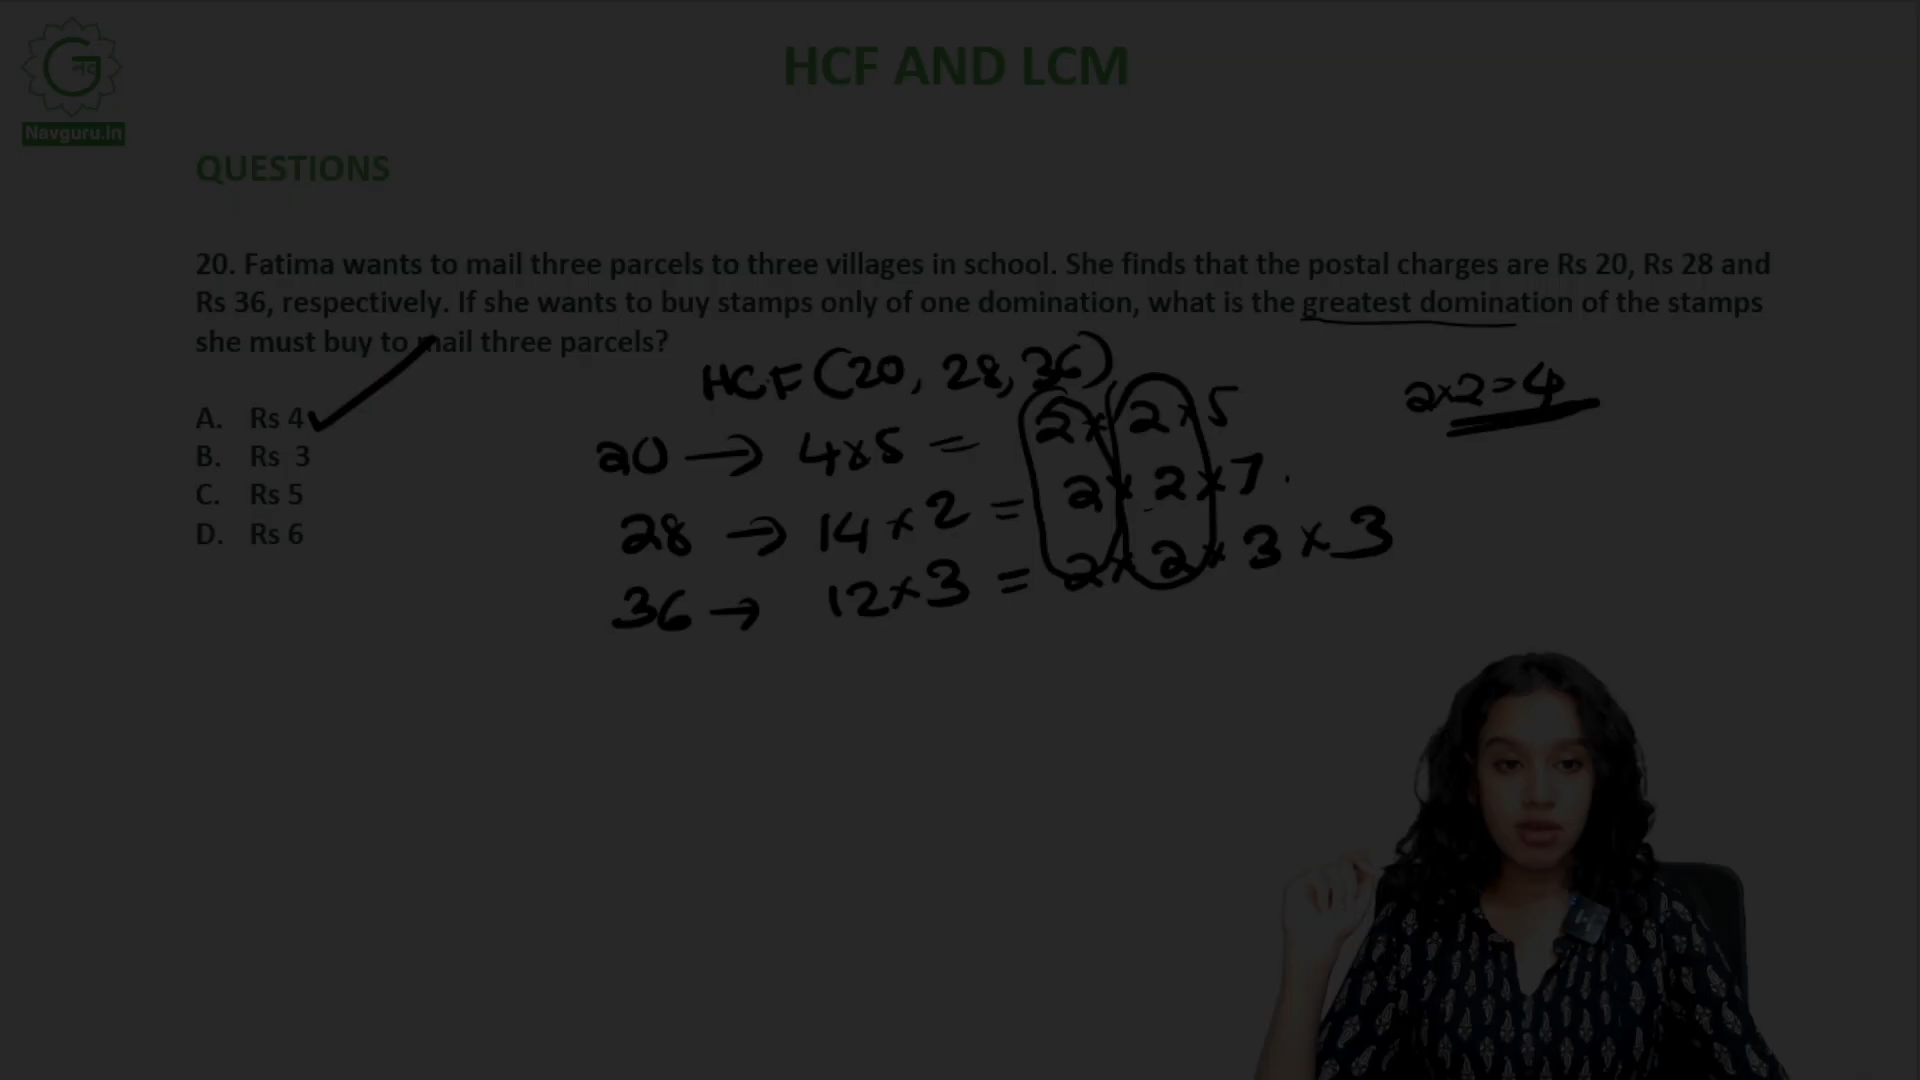 HCF AND LCM
Navguru.in
QUESTIONS
20. Fatima wants to mail three parcels to three villages in school. She finds that the postal charges are Rs 20, Rs 28 and
Rs 36, respectively. If she wants to buy stamps only of one domination, what is the greatest domination of the stamps
she must buy to mail three parcels?
A. Rs 4
B. Rs 3
C. Rs 5
D. Rs 6
HCF (20, 28, 36)
20 → 4×5 = 2×2×5
28 → 14×2 = 2×2×7
36 → 12×3 = 2×2×3×3
2×2=4